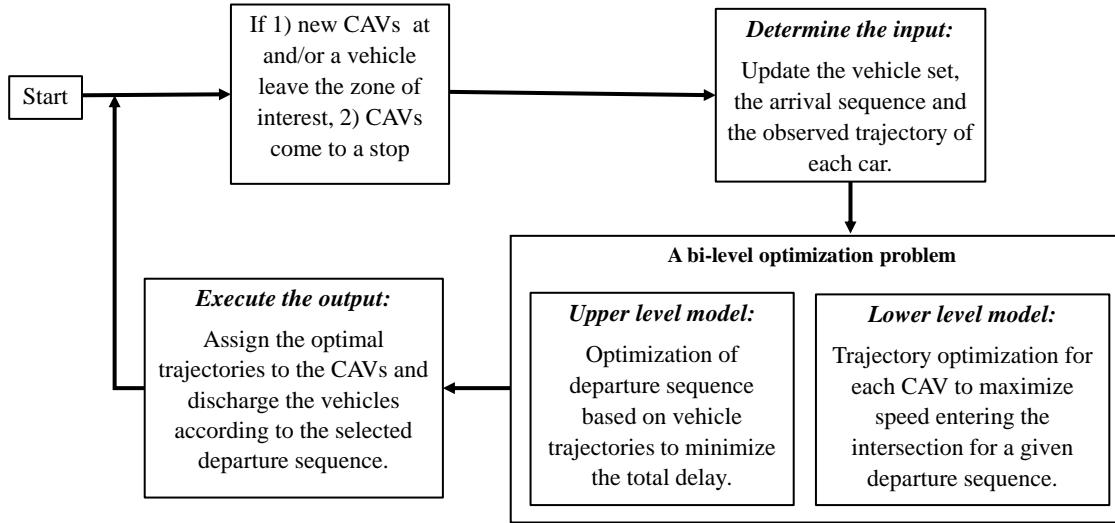 Start
If 1) new CAVs at
and/or a vehicle
leave the zone of
interest, 2) CAVs
come to a stop
Determine the input:
Update the vehicle set,
the arrival sequence and
the observed trajectory of
each car.
A bi-level optimization problem
Upper level model:
Optimization of
departure sequence
based on vehicle
trajectories to minimize
the total delay.
Lower level model:
Trajectory optimization for
each CAV to maximize
speed entering the
intersection for a given
departure sequence.
Execute the output:
Assign the optimal
trajectories to the CAVs and
discharge the vehicles
according to the selected
departure sequence.